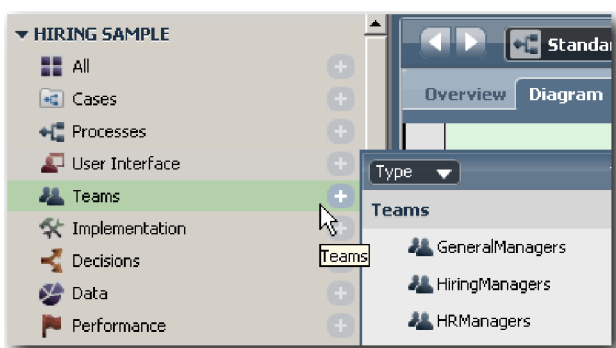 HIRING SAMPLE
All
Cases
Processes
User Interface
Teams
Implementation
Decisions
Data
Performance
Teams
Overview
Diagram
Type
Teams
GeneralManagers
HiringManagers
HRManagers